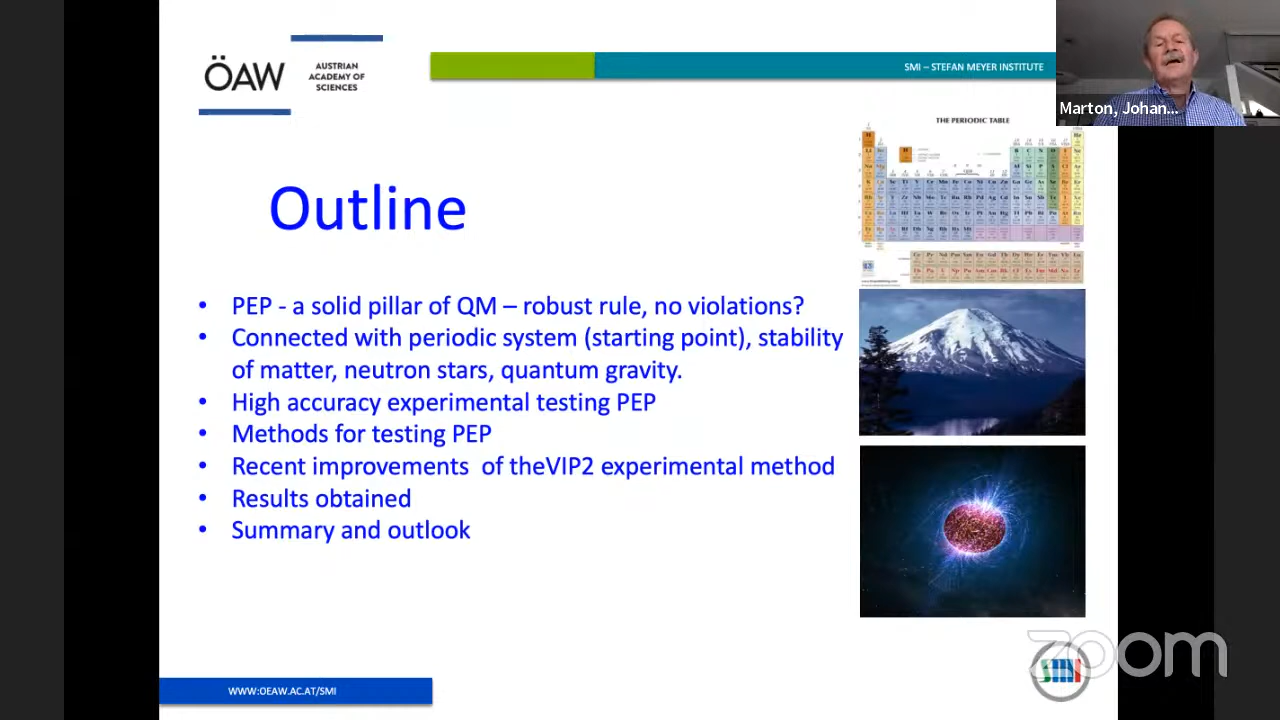 ÖAW
AUSTRIAN
ACADEMY OF
SCIENCES
SMI – STEFAN MEYER INSTITUTE
Marton, Johan...
THE PERIODIC TABLE
Outline
• PEP - a solid pillar of QM – robust rule, no violations?
• Connected with periodic system (starting point), stability
of matter, neutron stars, quantum gravity.
• High accuracy experimental testing PEP
• Methods for testing PEP
• Recent improvements  of theVIP2 experimental method
• Results obtained
• Summary and outlook
zoom
SMI
WWW.OEAW.AC.AT/SMI